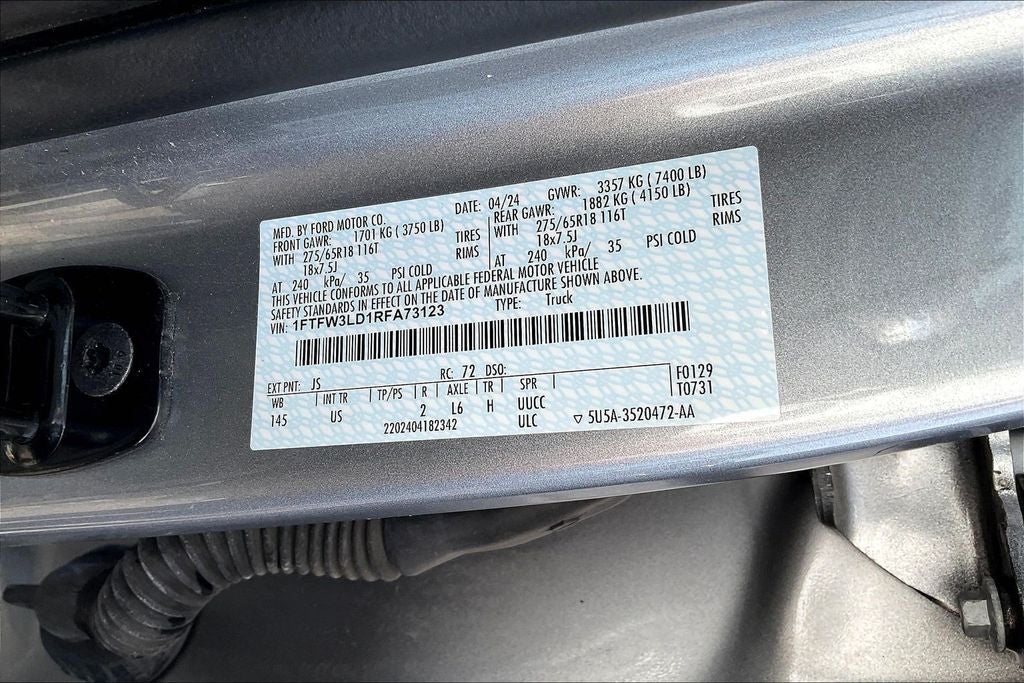 MFD. BY FORD MOTOR CO. DATE: 04/24 GVWR: 3357 KG ( 7400 LB)
FRONT GAWR: 1701 KG ( 3750 LB) REAR GAWR: 1882 KG ( 4150 LB)
WITH 275/65R18 116T TIRES WITH 275/65R18 116T TIRES
18x7.5J RIMS 18x7.5J RIMS
AT 240 kPa/ 35 PSI COLD AT 240 kPa/ 35 PSI COLD
THIS VEHICLE CONFORMS TO ALL APPLICABLE FEDERAL MOTOR VEHICLE
SAFETY STANDARDS IN EFFECT ON THE DATE OF MANUFACTURE SHOWN ABOVE.
VIN: 1FTFW3LD1RFA73123 TYPE: Truck
EXT PNT: JS RC: 72 DSO: F0129
WB INT TR TP/PS R AXLE TR SPR T0731
145 US 2 L6 H UUCC
2202404182342 ULC ▽ 5U5A-3520472-AA